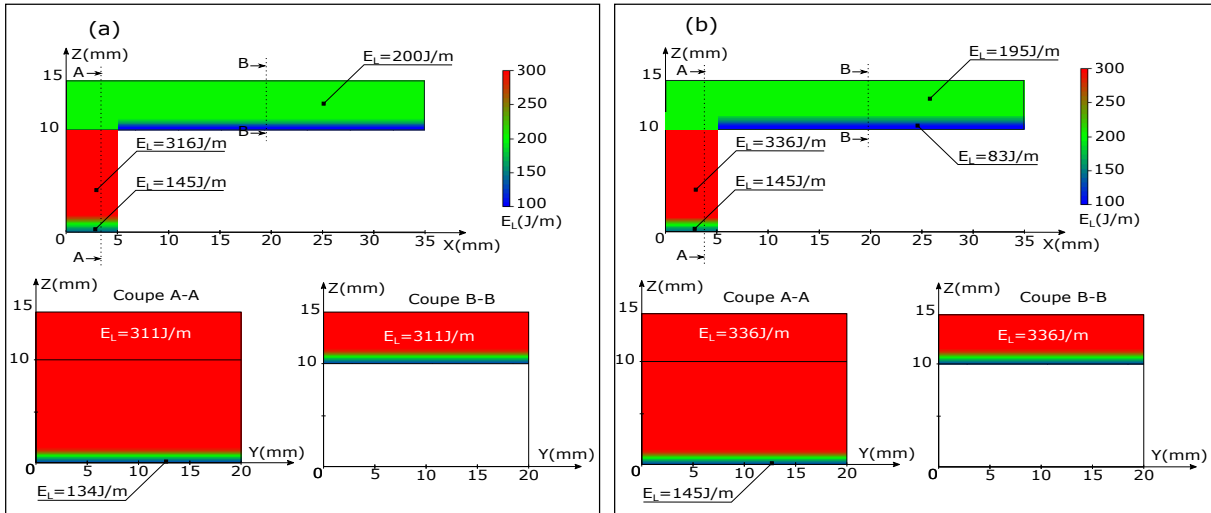 (a)
Z(mm)
15
10
A
B
E_L=200J/m
300
250
200
150
100
E_L(J/m)
B
E_L=316J/m
E_L=145J/m
0 5 10 15 20 25 30 35
X(mm)
A
Z(mm)
Coupe A-A
15
E_L=311J/m
10
Y(mm)
0 0 5 10 15 20
E_L=134J/m
Z(mm)
Coupe B-B
15
E_L=311J/m
10
Y(mm)
0 0 5 10 15 20
(b)
Z(mm)
15
10
A
B
E_L=195J/m
300
250
200
150
100
E_L(J/m)
B
E_L=83J/m
E_L=336J/m
E_L=145J/m
0 5 10 15 20 25 30 35
X(mm)
A
Z(mm)
Coupe A-A
15
E_L=336J/m
10
Y(mm)
0 0 5 10 15 20
E_L=145J/m
Z(mm)
Coupe B-B
15
E_L=336J/m
10
Y(mm)
0 0 5 10 15 20